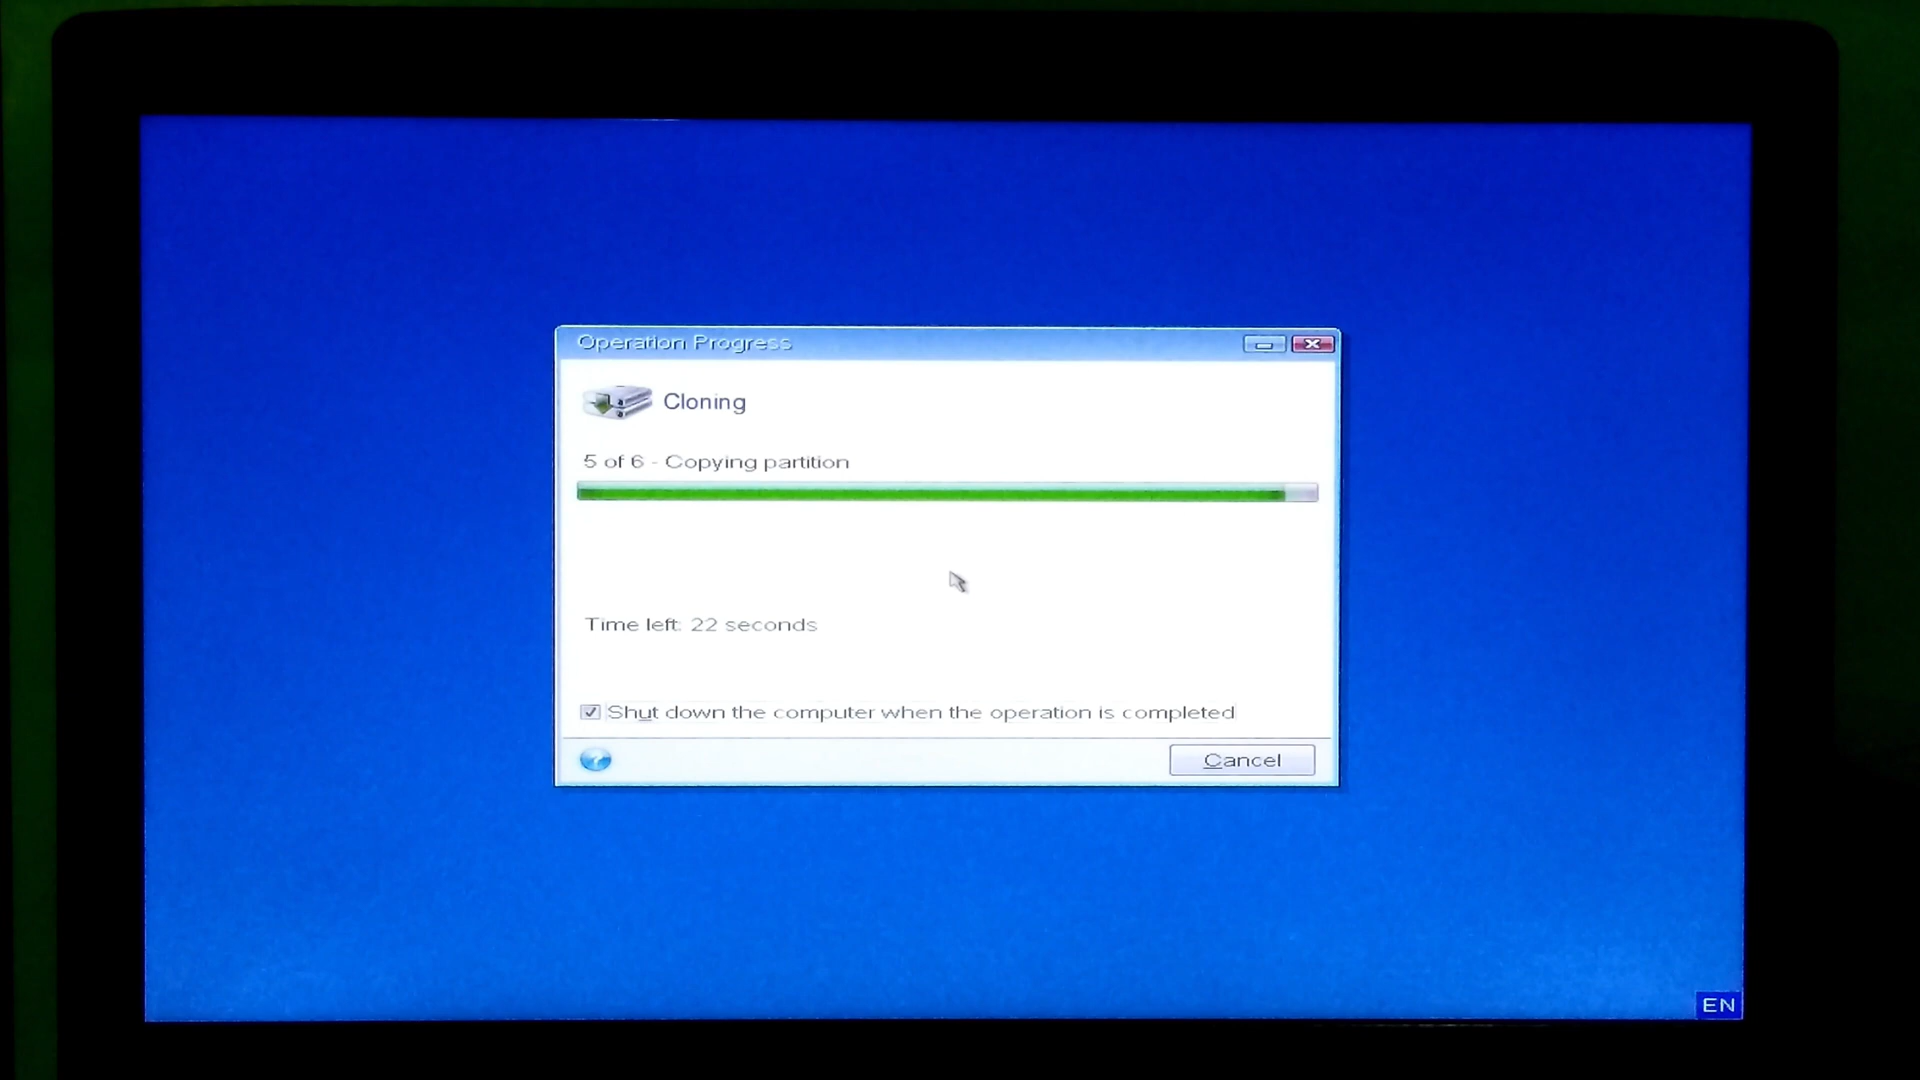 Operation Progress
Cloning
5 of 6 - Copying partition
Time left: 22 seconds
Shut down the computer when the operation is completed
Cancel
EN